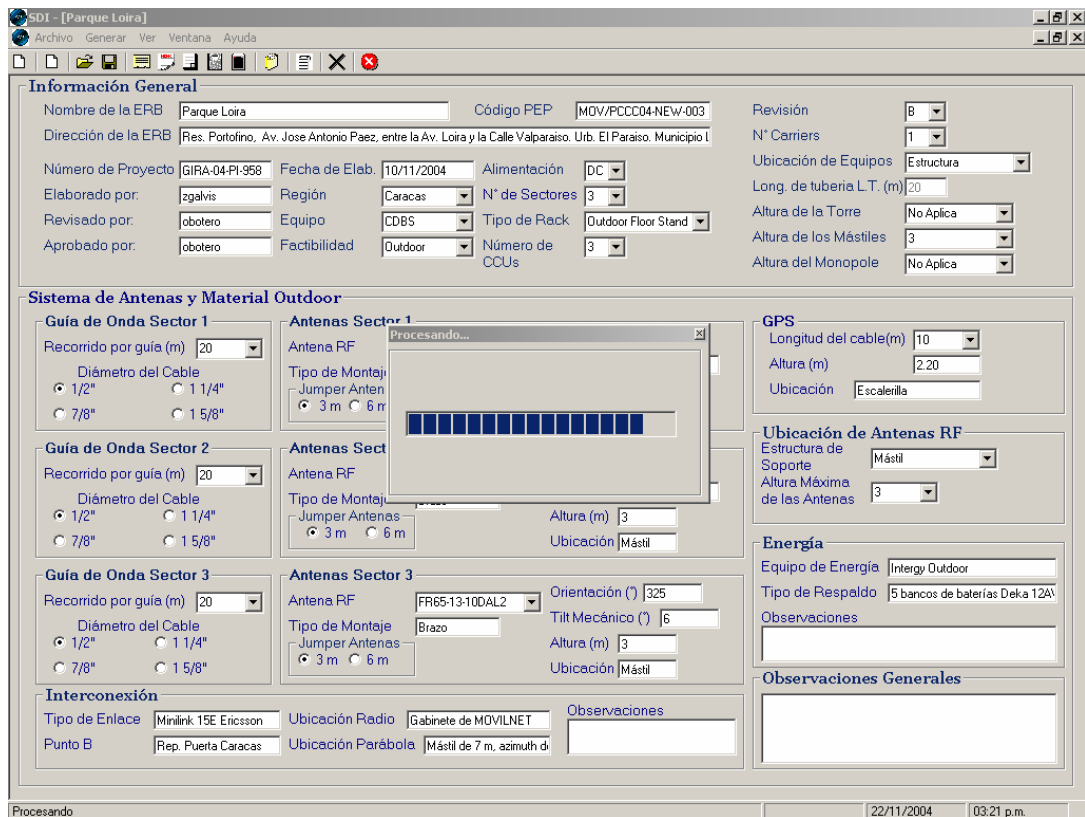 SDI - [Parque Loira]
Archivo Generar Ver Ventana Ayuda
Información General
Nombre de la ERB Parque Loira Código PEP MOV/PCCC04-NEW-003 Revisión B
Dirección de la ERB Res. Portofino, Av. Jose Antonio Paez, entre la Av. Loira y la Calle Valparaiso. Urb. El Paraiso. Municipio N° Carriers 1
Número de Proyecto GIRA-04-PI-958 Fecha de Elab. 10/11/2004 Alimentación DC Ubicación de Equipos Estructura
Elaborado por: zgalvis Región Caracas N° de Sectores 3 Long. de tuberia L.T. (m) 20
Revisado por: obotero Equipo CDBS Tipo de Rack Outdoor Floor Stand Altura de la Torre No Aplica
Aprobado por: obotero Factibilidad Outdoor Número de CCUs 3 Altura de los Mástiles 3
Altura del Monopole No Aplica
Sistema de Antenas y Material Outdoor
Guía de Onda Sector 1
Recorrido por guía (m) 20
Diámetro del Cable
1/2" 1 1/4"
7/8" 1 5/8"
Antenas Sector 1
Antena RF
Tipo de Montaje
Jumper Anten
3 m 6 m
Procesando...
GPS
Longitud del cable(m) 10
Altura (m) 2.20
Ubicación Escalerilla
Guía de Onda Sector 2
Recorrido por guía (m) 20
Diámetro del Cable
1/2" 1 1/4"
7/8" 1 5/8"
Antenas Sect
Antena RF
Tipo de Montaje Brazo
Jumper Antenas
3 m 6 m
Altura (m) 3
Ubicación Mástil
Ubicación de Antenas RF
Estructura de Soporte Mástil
Altura Máxima de las Antenas 3
Guía de Onda Sector 3
Recorrido por guía (m) 20
Diámetro del Cable
1/2" 1 1/4"
7/8" 1 5/8"
Antenas Sector 3
Antena RF FR65-13-10DAL2
Tipo de Montaje Brazo
Jumper Antenas
3 m 6 m
Orientación (°) 325
Tilt Mecánico (°) 6
Altura (m) 3
Ubicación Mástil
Energía
Equipo de Energía Intergy Outdoor
Tipo de Respaldo 5 bancos de baterías Deka 12AV
Observaciones
Interconexión
Tipo de Enlace Minilink 15E Ericsson Ubicación Radio Gabinete de MOVILNET Observaciones
Punto B Rep. Puerta Caracas Ubicación Parábola Mástil de 7 m, azimuth de
Observaciones Generales
Procesando 22/11/2004 03:21 p.m.